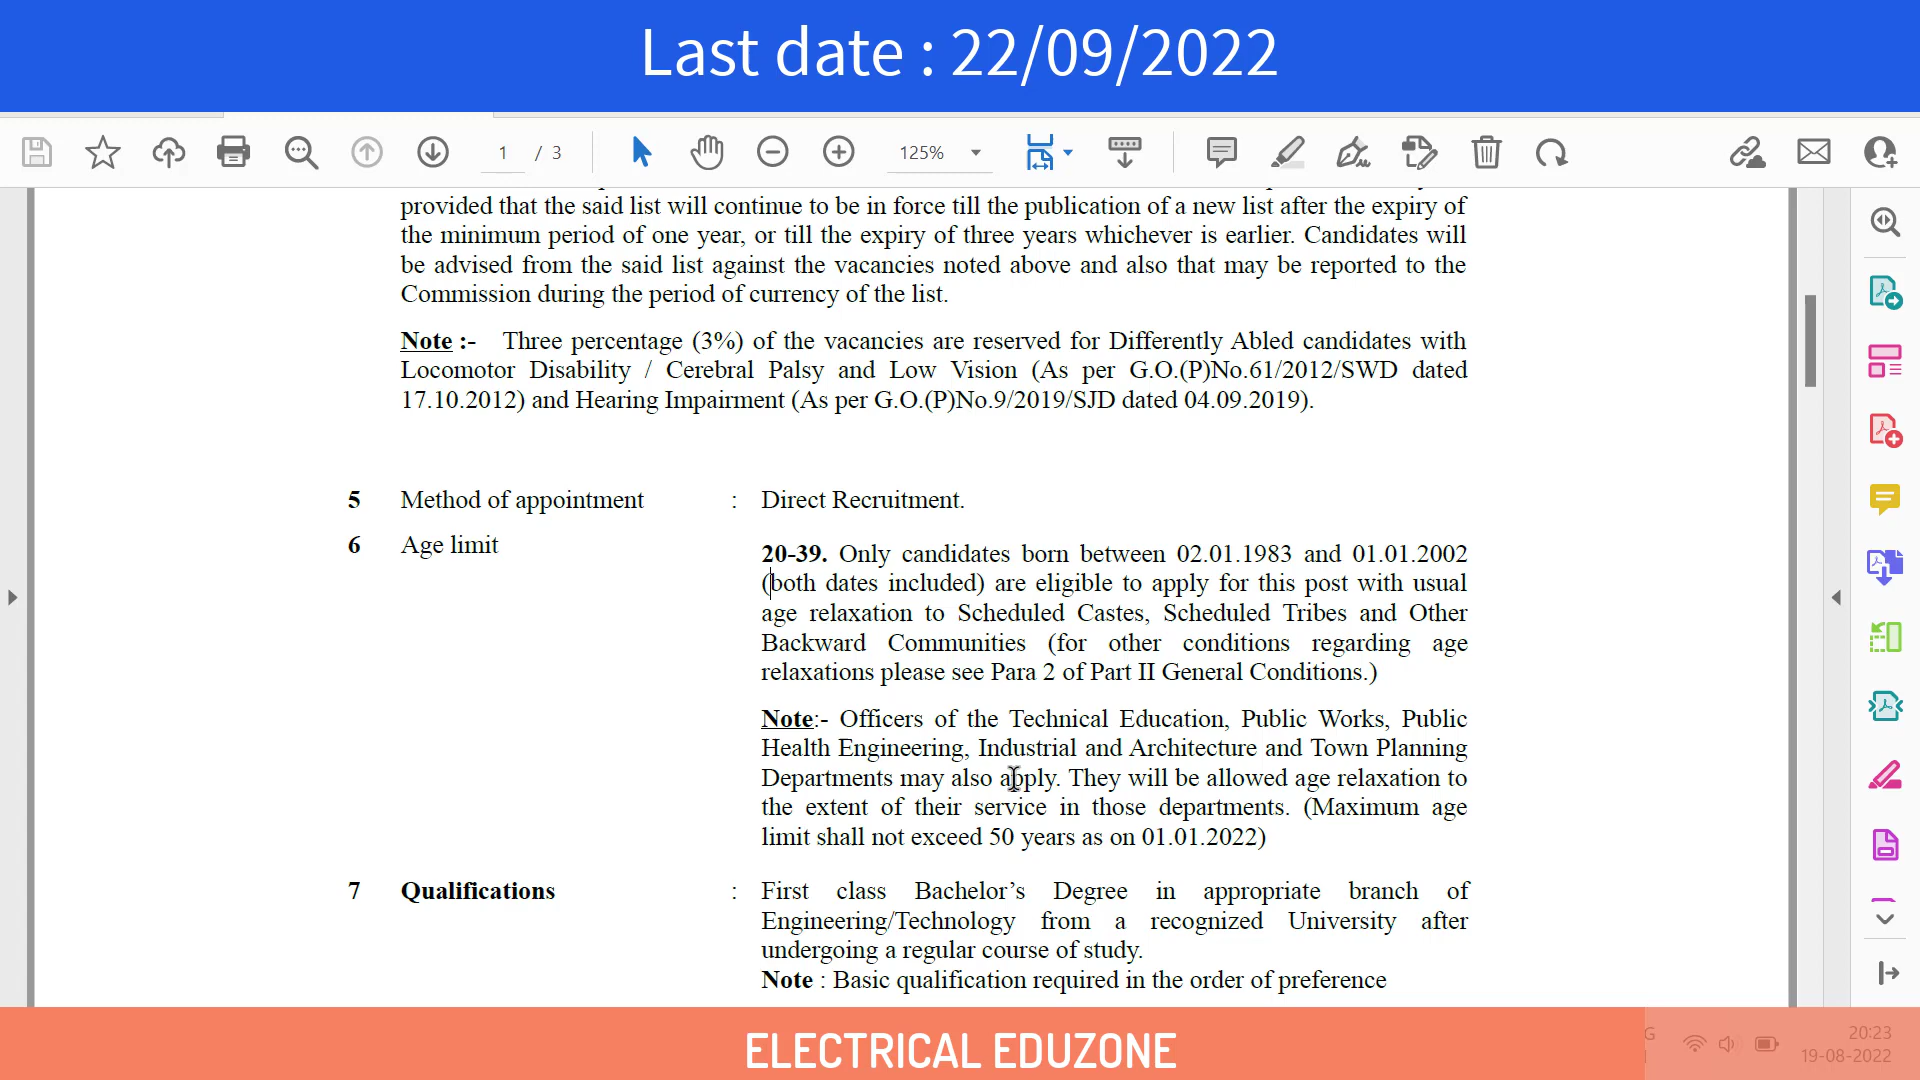 Last date : 22/09/2022
1 / 3
125%
provided that the said list will continue to be in force till the publication of a new list after the expiry of
the minimum period of one year, or till the expiry of three years whichever is earlier. Candidates will
be advised from the said list against the vacancies noted above and also that may be reported to the
Commission during the period of currency of the list.
Note :- Three percentage (3%) of the vacancies are reserved for Differently Abled candidates with
Locomotor Disability / Cerebral Palsy and Low Vision (As per G.O.(P)No.61/2012/SWD dated
17.10.2012) and Hearing Impairment (As per G.O.(P)No.9/2019/SJD dated 04.09.2019).
5 Method of appointment : Direct Recruitment.
6 Age limit
20-39. Only candidates born between 02.01.1983 and 01.01.2002
(both dates included) are eligible to apply for this post with usual
age relaxation to Scheduled Castes, Scheduled Tribes and Other
Backward Communities (for other conditions regarding age
relaxations please see Para 2 of Part II General Conditions.)
Note:- Officers of the Technical Education, Public Works, Public
Health Engineering, Industrial and Architecture and Town Planning
Departments may also apply. They will be allowed age relaxation to
the extent of their service in those departments. (Maximum age
limit shall not exceed 50 years as on 01.01.2022)
7 Qualifications : First class Bachelor’s Degree in appropriate branch of
Engineering/Technology from a recognized University after
undergoing a regular course of study.
Note : Basic qualification required in the order of preference
ELECTRICAL EDUZONE
20:23
19-08-2022